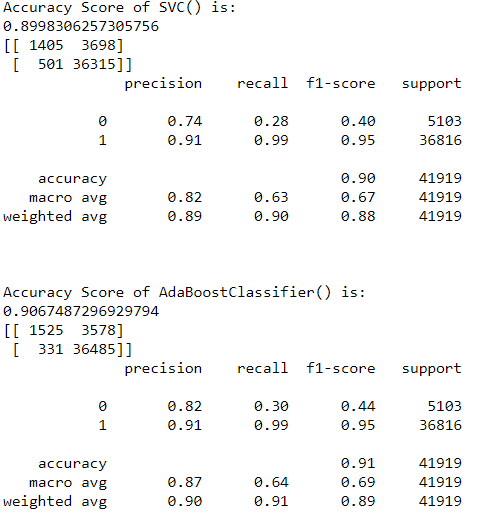 Accuracy Score of SVC() is:
0.8998306257305756
[[ 1405  3698]
 [  501 36315]]
              precision    recall  f1-score   support

           0       0.74      0.28      0.40      5103
           1       0.91      0.99      0.95     36816

    accuracy                           0.90     41919
   macro avg       0.82      0.63      0.67     41919
weighted avg       0.89      0.90      0.88     41919

Accuracy Score of AdaBoostClassifier() is:
0.9067487296929794
[[ 1525  3578]
 [  331 36485]]
              precision    recall  f1-score   support

           0       0.82      0.30      0.44      5103
           1       0.91      0.99      0.95     36816

    accuracy                           0.91     41919
   macro avg       0.87      0.64      0.69     41919
weighted avg       0.90      0.91      0.89     41919